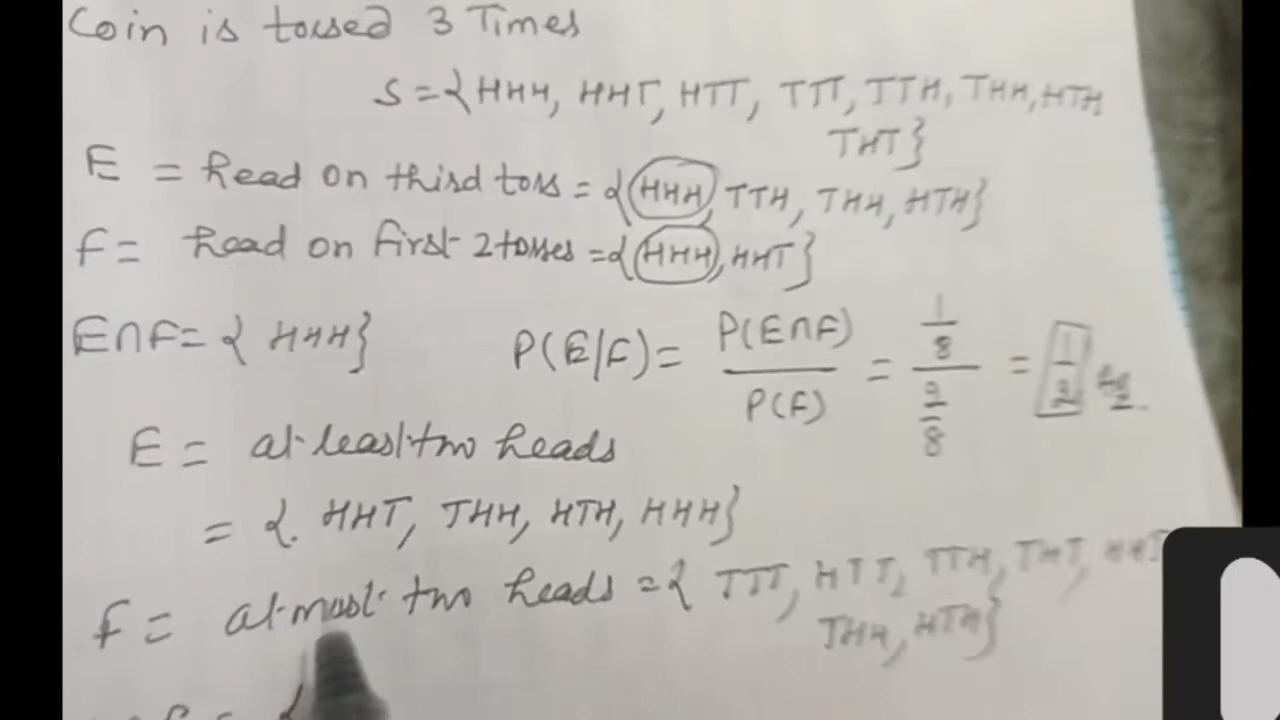 Coin is tossed 3 Times
S = { HHH, HHT, HTT, TTT, TTH, THH, HTH
THT }
E = head on third toss = { HHH, TTH, THH, HTH }
F = head on first 2 tosses = { HHH, HHT }
E∩F = { HHH } P(E/F) = P(E∩F) / P(F) = 1/8 / 2/8 = 1/2 Ans.
E = at least two heads
= { HHT, THH, HTH, HHH }
F = at most two heads = { TTT, HTT, TTH, THT, HHT
THH, HTH }